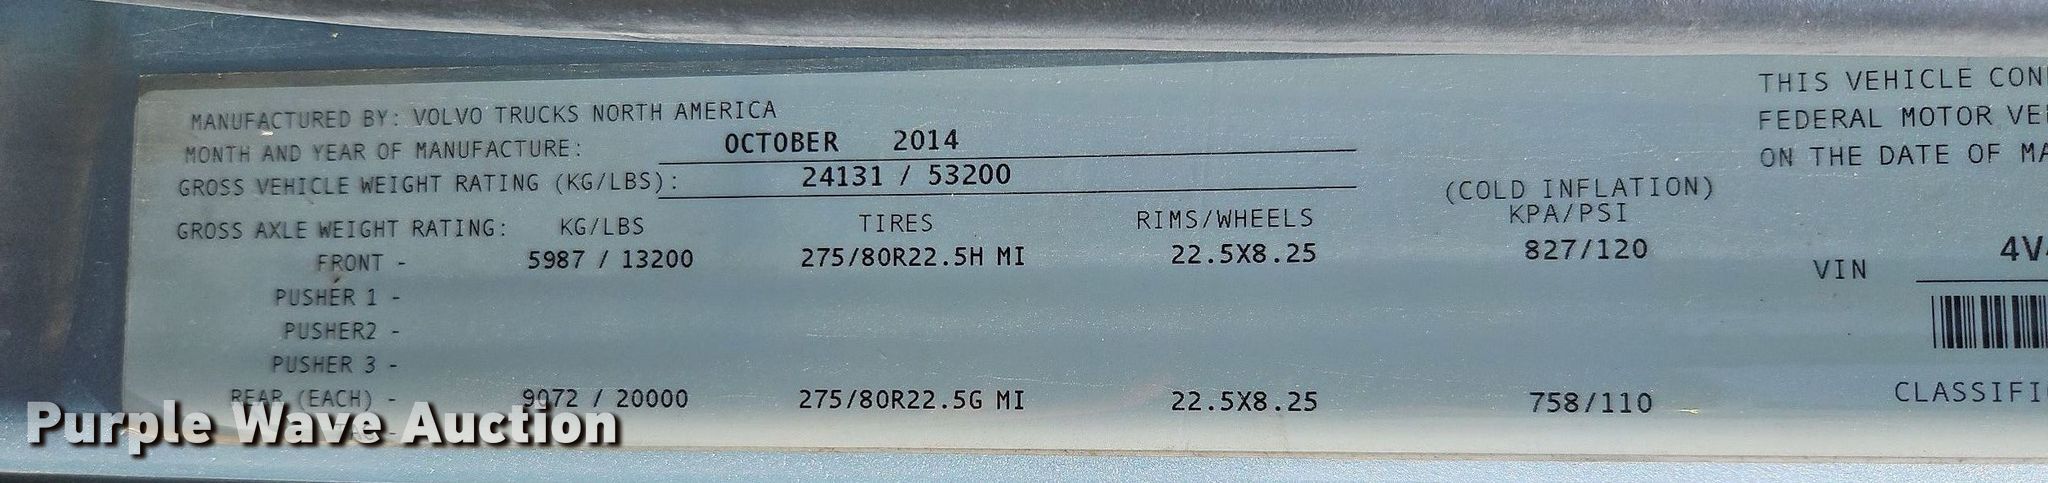 MANUFACTURED BY: VOLVO TRUCKS NORTH AMERICA
MONTH AND YEAR OF MANUFACTURE: OCTOBER 2014
GROSS VEHICLE WEIGHT RATING (KG/LBS): 24131 / 53200
GROSS AXLE WEIGHT RATING: KG/LBS TIRES RIMS/WHEELS (COLD INFLATION) KPA/PSI
FRONT - 5987 / 13200 275/80R22.5H MI 22.5X8.25 827/120
PUSHER 1 -
PUSHER2 -
PUSHER 3 -
REAR (EACH) - 9072 / 20000 275/80R22.5G MI 22.5X8.25 758/110
THIS VEHICLE CON
FEDERAL MOTOR VE
ON THE DATE OF MA
VIN 4V
CLASSIFI
Purple Wave Auction